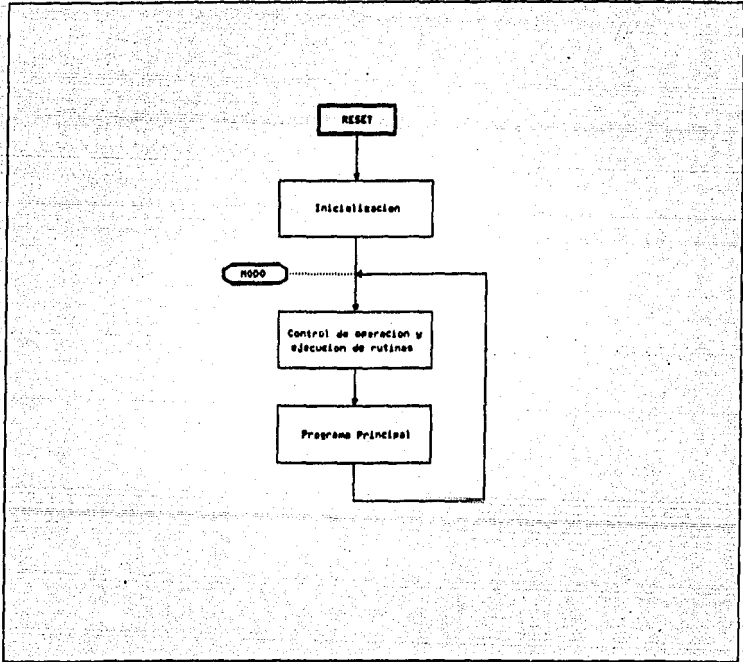 RESET
Inicializacion
MODO
Control de operacion y
ejecucion de rutinas
Programa Principal